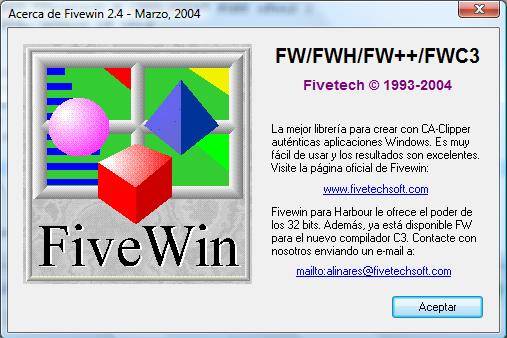 Acerca de Fivewin 2.4 - Marzo, 2004
FW/FWH/FW++/FWC3
Fivetech © 1993-2004
La mejor librería para crear con CA-Clipper
auténticas aplicaciones Windows. Es muy
fácil de usar y los resultados son excelentes.
Visite la página oficial de Fivewin:
www.fivetechsoft.com
Fivewin para Harbour le ofrece el poder de
los 32 bits. Además, ya está disponible FW
para el nuevo compilador C3. Contacte con
nosotros enviando un e-mail a:
mailto:alinares@fivetechsoft.com
FiveWin
Aceptar